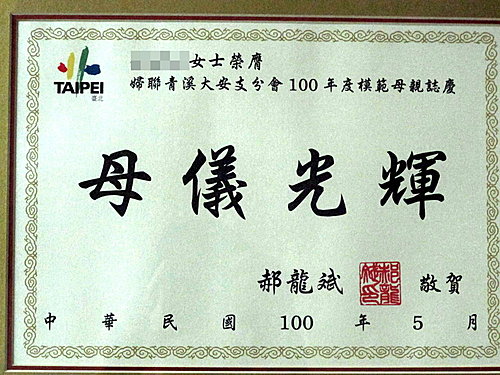 女士榮膺
TAIPEI
臺北
婦聯青溪大安支分會100年度模範母親誌慶
母儀光輝
郝龍斌 敬賀
郝龍斌印
中華民國100年5月